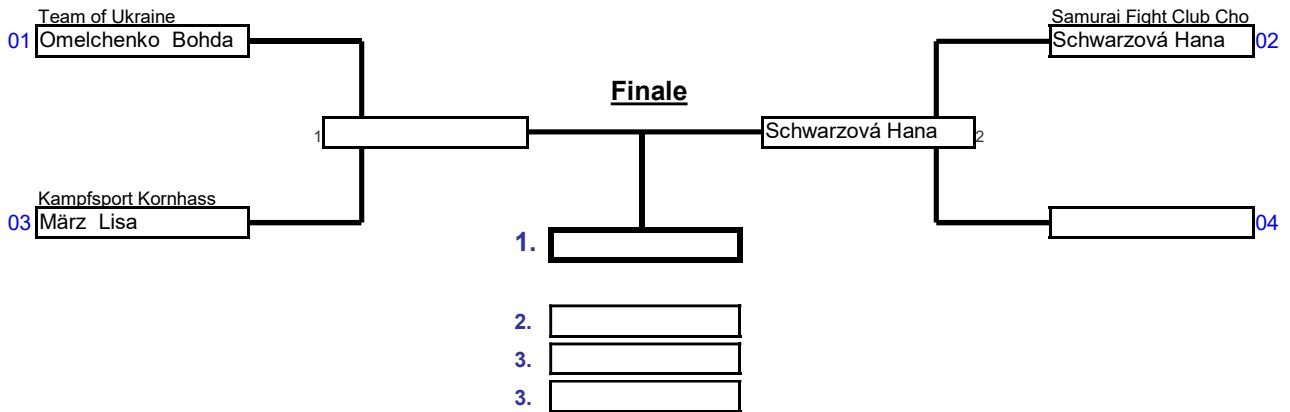 Team of Ukraine
01 Omelchenko Bohda
Samurai Fight Club Cho
Schwarzová Hana 02
Finale
1
Schwarzová Hana 2
Kampfsport Kornhass
03 März Lisa
04
1.
2.
3.
3.